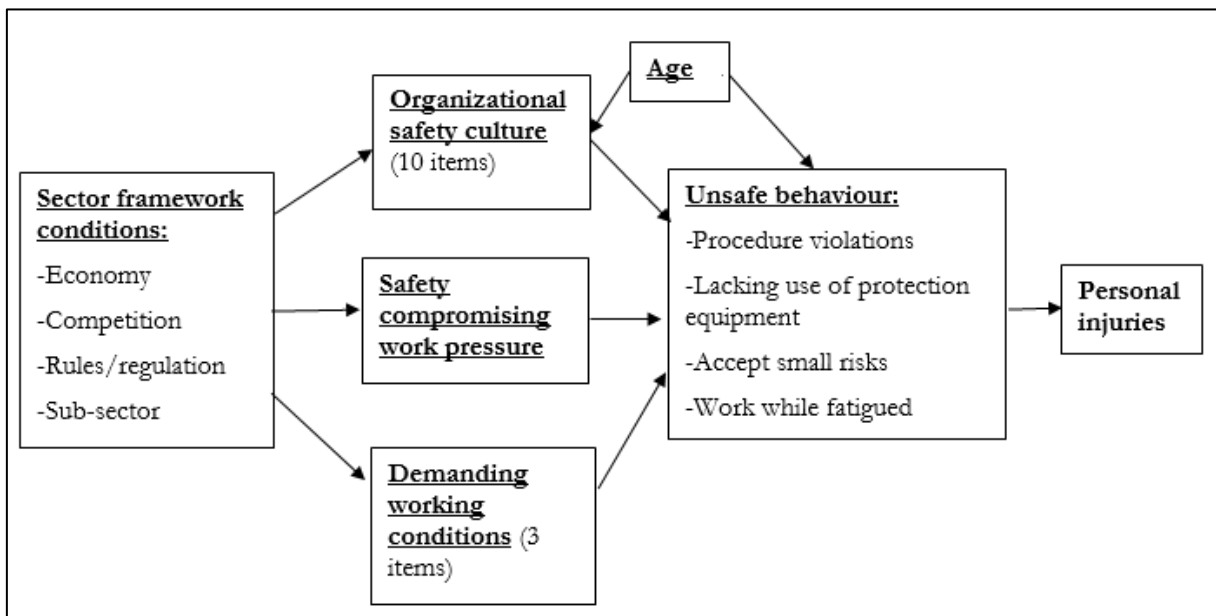 Sector framework
conditions:
-Economy
-Competition
-Rules/regulation
-Sub-sector
Organizational
safety culture
(10 items)
Safety
compromising
work pressure
Demanding
working
conditions (3
items)
Age
Unsafe behaviour:
-Procedure violations
-Lacking use of protection
equipment
-Accept small risks
-Work while fatigued
Personal
injuries